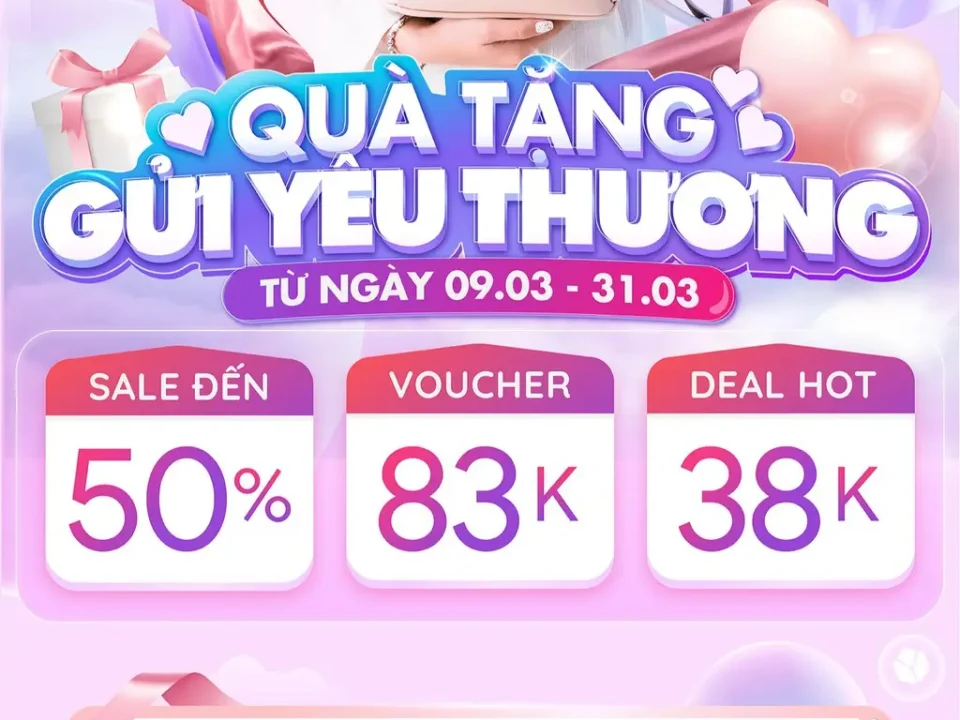 QUÀ TẶNG
GỬI YÊU THƯƠNG
TỪ NGÀY 09.03 - 31.03
SALE ĐẾN
50%
VOUCHER
83K
DEAL HOT
38K